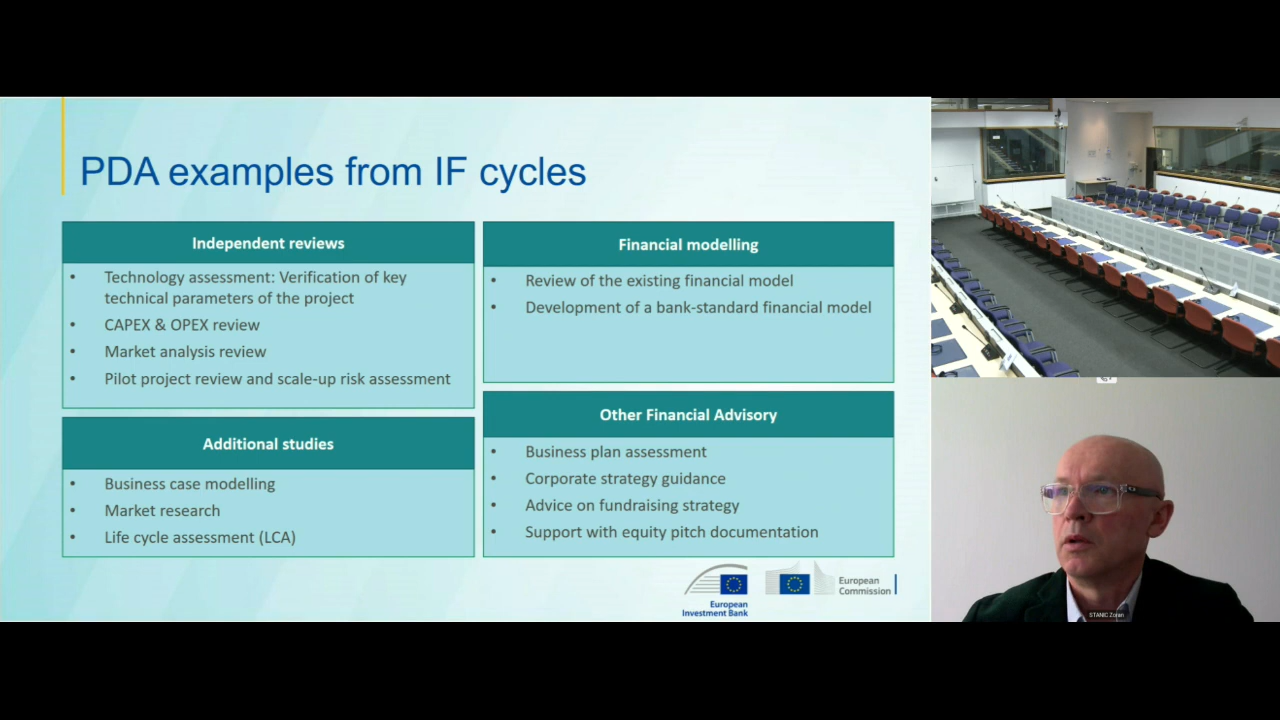 PDA examples from IF cycles
Independent reviews
• Technology assessment: Verification of key
technical parameters of the project
• CAPEX & OPEX review
• Market analysis review
• Pilot project review and scale-up risk assessment
Additional studies
• Business case modelling
• Market research
• Life cycle assessment (LCA)
Financial modelling
• Review of the existing financial model
• Development of a bank-standard financial model
Other Financial Advisory
• Business plan assessment
• Corporate strategy guidance
• Advice on fundraising strategy
• Support with equity pitch documentation
European
Investment Bank
European
Commission
STANIC Zoran